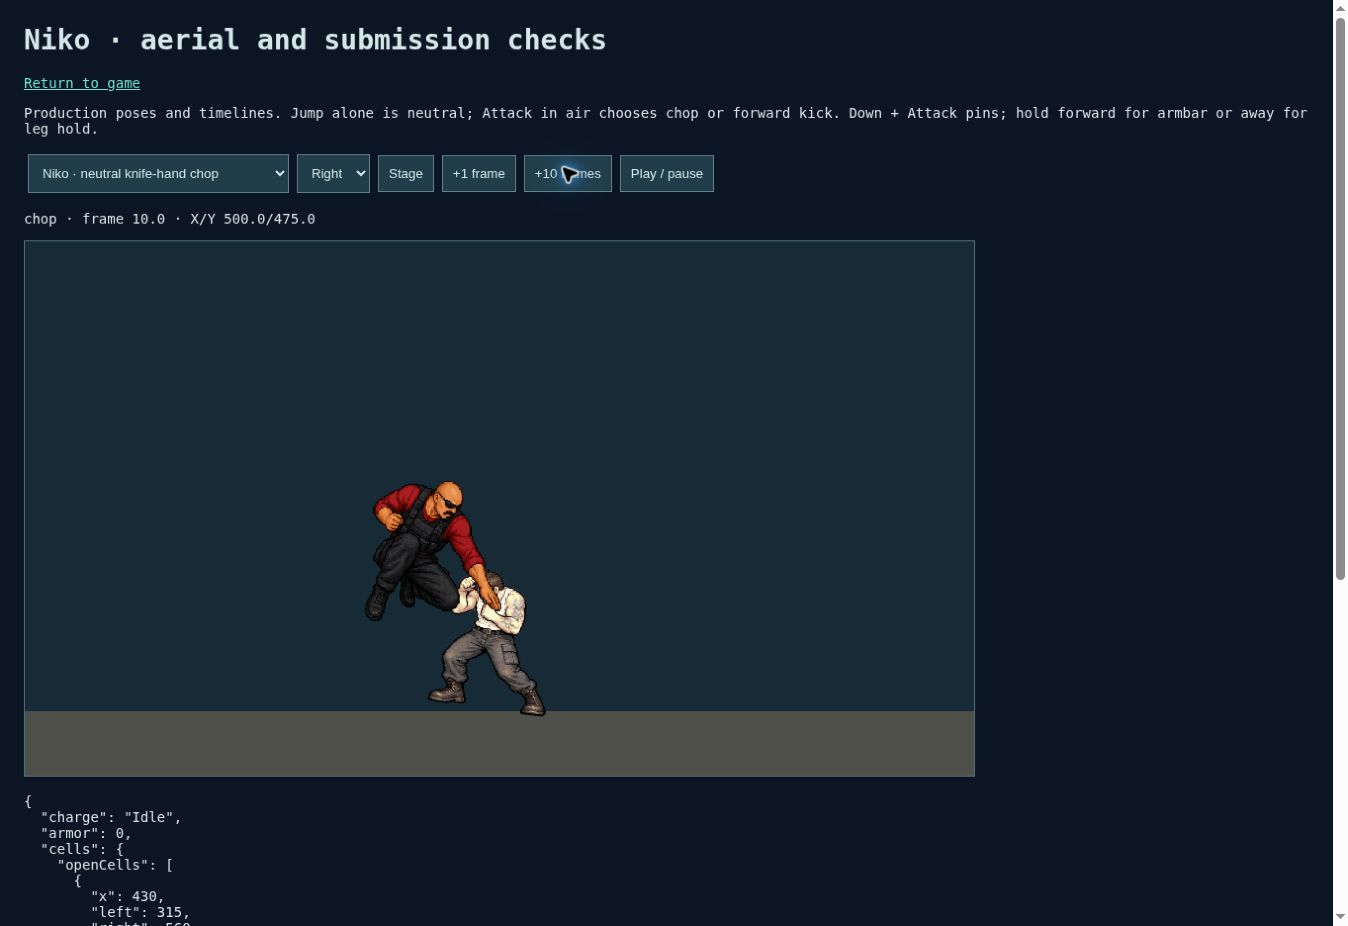 Niko · aerial and submission checks
Return to game
Production poses and timelines. Jump alone is neutral; Attack in air chooses chop or forward kick. Down + Attack pins; hold forward for armbar or away for
leg hold.
Niko · neutral knife-hand chop Right Stage +1 frame +10 Play / pause
chop · frame 10.0 · X/Y 500.0/475.0
{
"charge": "Idle",
"armor": 0,
"cells": {
"openCells": [
{
"x": 430,
"left": 315,